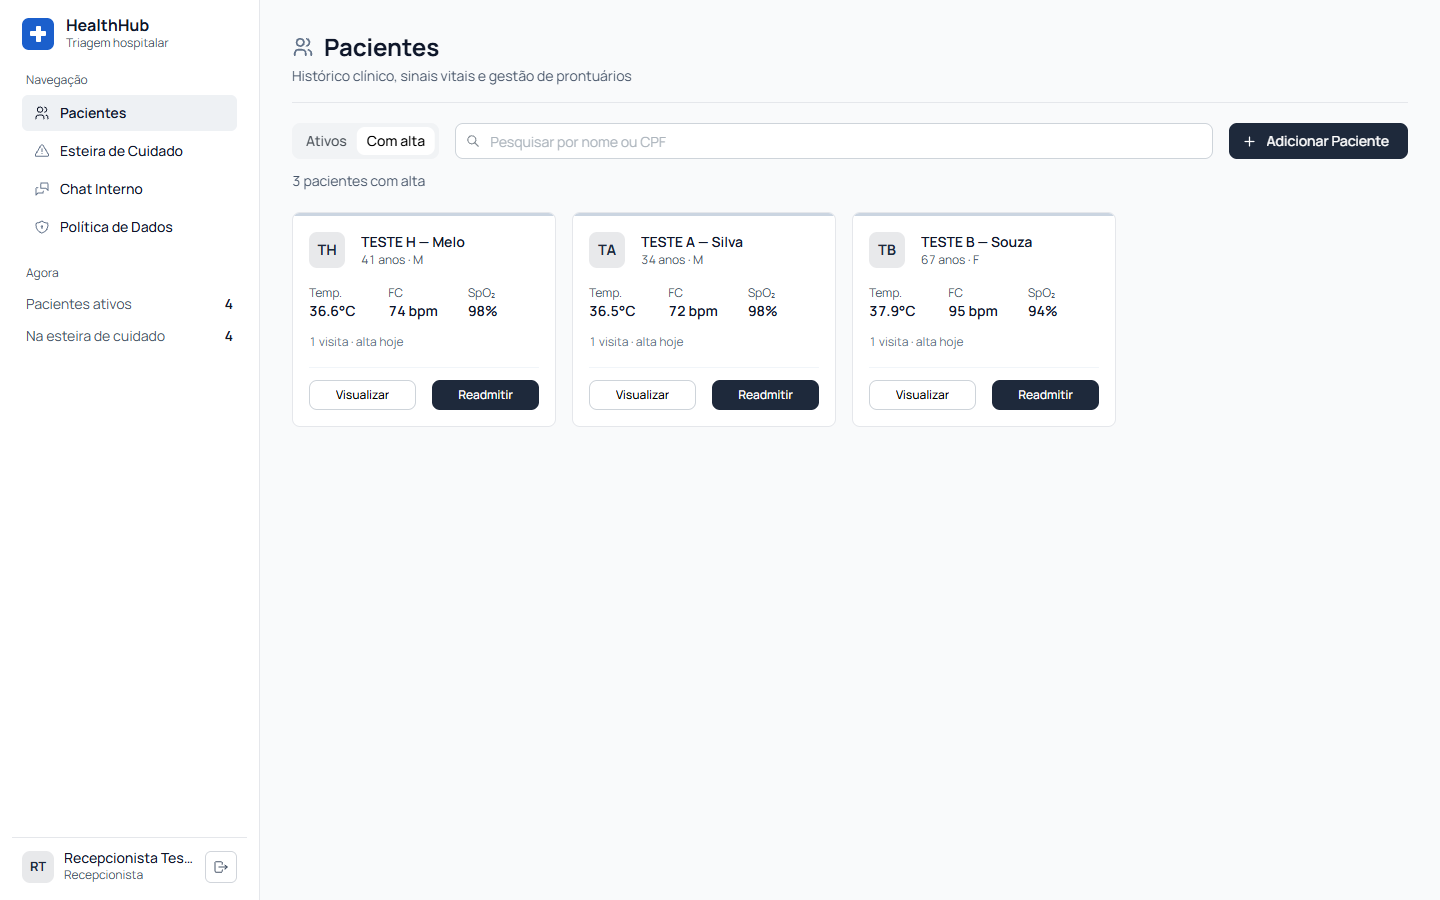 HealthHub
Triagem hospitalar
Navegação
Pacientes
Esteira de Cuidado
Chat Interno
Política de Dados
Agora
Pacientes ativos 4
Na esteira de cuidado 4
RT
Recepcionista Tes...
Recepcionista
Pacientes
Histórico clínico, sinais vitais e gestão de prontuários
Ativos Com alta Pesquisar por nome ou CPF Adicionar Paciente
3 pacientes com alta
TH
TESTE H — Melo
41 anos · M
Temp. FC SpO₂
36.6°C 74 bpm 98%
1 visita · alta hoje
Visualizar Readmitir
TA
TESTE A — Silva
34 anos · M
Temp. FC SpO₂
36.5°C 72 bpm 98%
1 visita · alta hoje
Visualizar Readmitir
TB
TESTE B — Souza
67 anos · F
Temp. FC SpO₂
37.9°C 95 bpm 94%
1 visita · alta hoje
Visualizar Readmitir